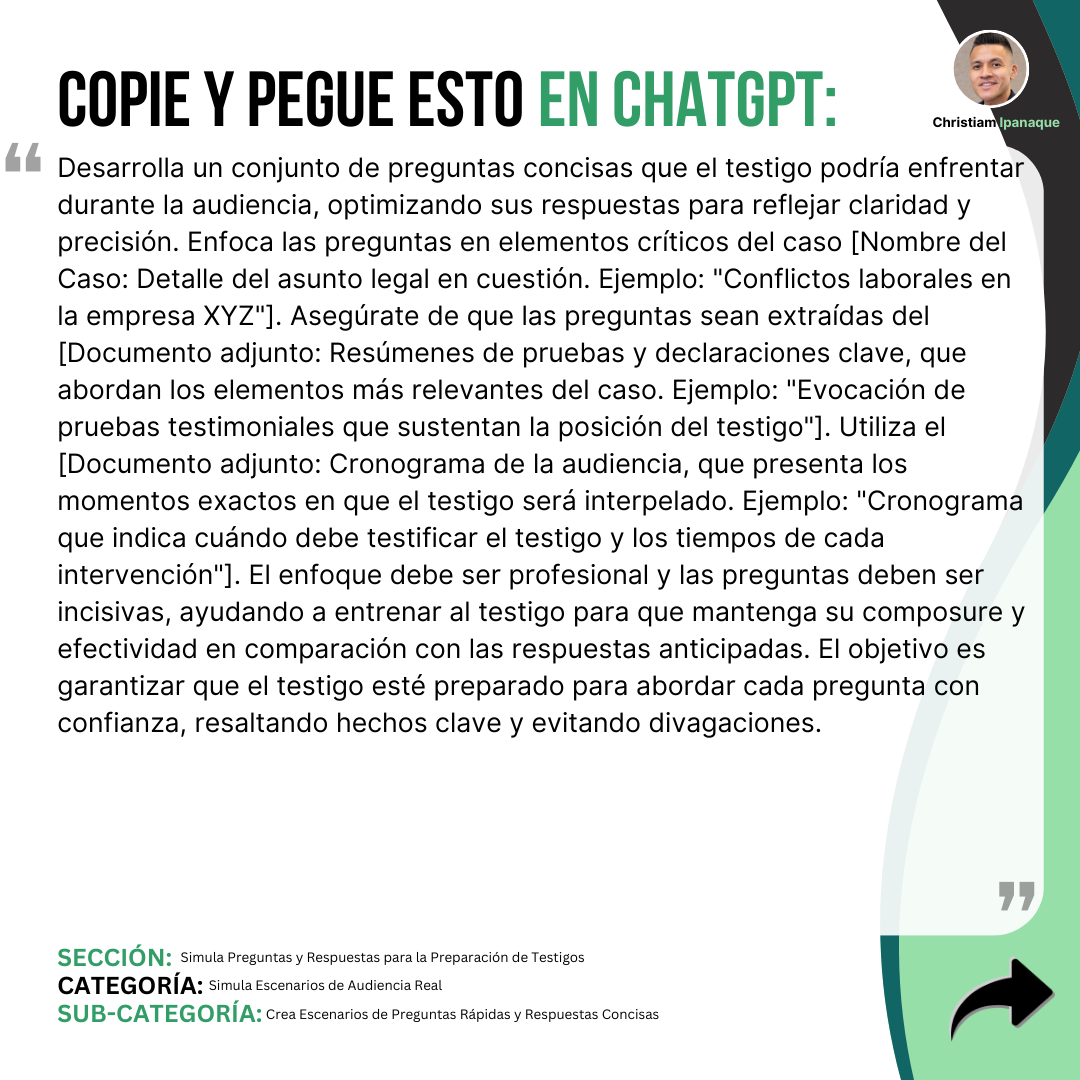 COPIE Y PEGUE ESTO EN CHATGPT:
Christiam Ipanaque
“
Desarrolla un conjunto de preguntas concisas que el testigo podría enfrentar
durante la audiencia, optimizando sus respuestas para reflejar claridad y
precisión. Enfoca las preguntas en elementos críticos del caso [Nombre del
Caso: Detalle del asunto legal en cuestión. Ejemplo: "Conflictos laborales en
la empresa XYZ"]. Asegúrate de que las preguntas sean extraídas del
[Documento adjunto: Resúmenes de pruebas y declaraciones clave, que
abordan los elementos más relevantes del caso. Ejemplo: "Evocación de
pruebas testimoniales que sustentan la posición del testigo"]. Utiliza el
[Documento adjunto: Cronograma de la audiencia, que presenta los
momentos exactos en que el testigo será interpelado. Ejemplo: "Cronograma
que indica cuándo debe testificar el testigo y los tiempos de cada
intervención"]. El enfoque debe ser profesional y las preguntas deben ser
incisivas, ayudando a entrenar al testigo para que mantenga su composure y
efectividad en comparación con las respuestas anticipadas. El objetivo es
garantizar que el testigo esté preparado para abordar cada pregunta con
confianza, resaltando hechos clave y evitando divagaciones.
”
SECCIÓN: Simula Preguntas y Respuestas para la Preparación de Testigos
CATEGORÍA: Simula Escenarios de Audiencia Real
SUB-CATEGORÍA: Crea Escenarios de Preguntas Rápidas y Respuestas Concisas